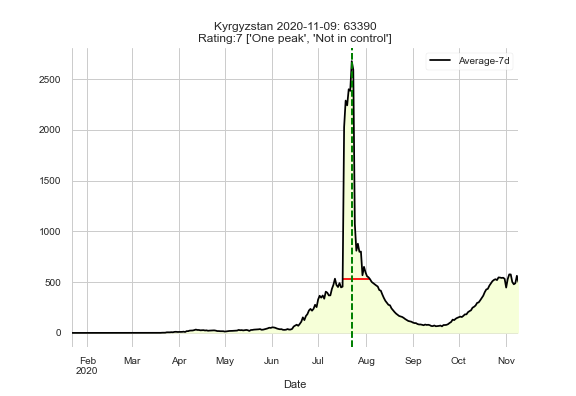 Kyrgyzstan 2020-11-09: 63390
Rating:7 ['One peak', 'Not in control']
Average-7d
2500
2000
1500
1000
500
0
Feb Mar Apr May Jun Jul Aug Sep Oct Nov
2020
Date